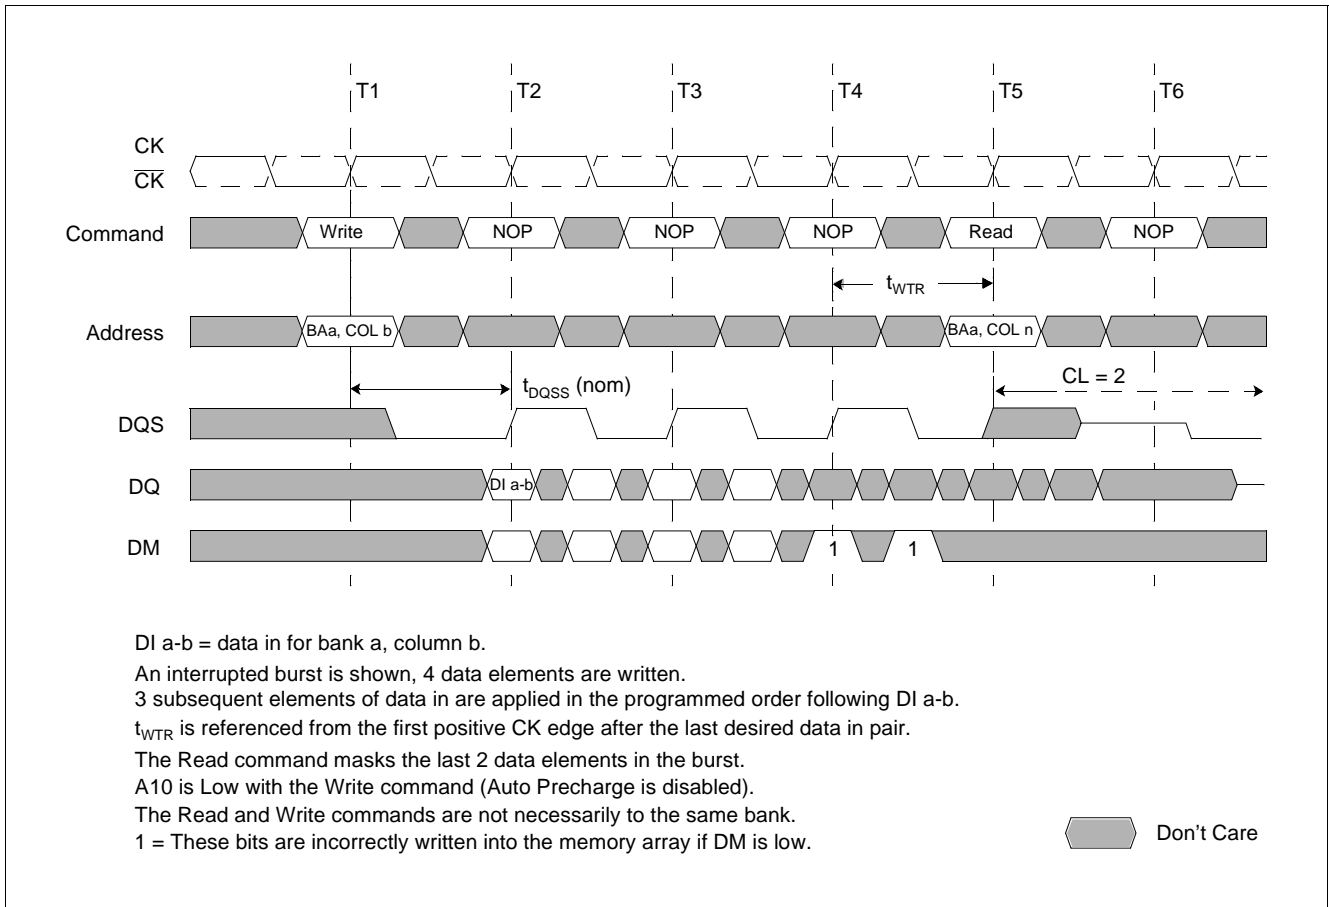 T1 T2 T3 T4 T5 T6
CK
CK
Command Write NOP NOP NOP Read NOP
tWTR
Address BAa, COL b BAa, COL n
tDQSS (nom) CL = 2
DQS
DQ DI a-b
DM 1 1
DI a-b = data in for bank a, column b.
An interrupted burst is shown, 4 data elements are written.
3 subsequent elements of data in are applied in the programmed order following DI a-b.
tWTR is referenced from the first positive CK edge after the last desired data in pair.
The Read command masks the last 2 data elements in the burst.
A10 is Low with the Write command (Auto Precharge is disabled).
The Read and Write commands are not necessarily to the same bank.
1 = These bits are incorrectly written into the memory array if DM is low.
Don't Care